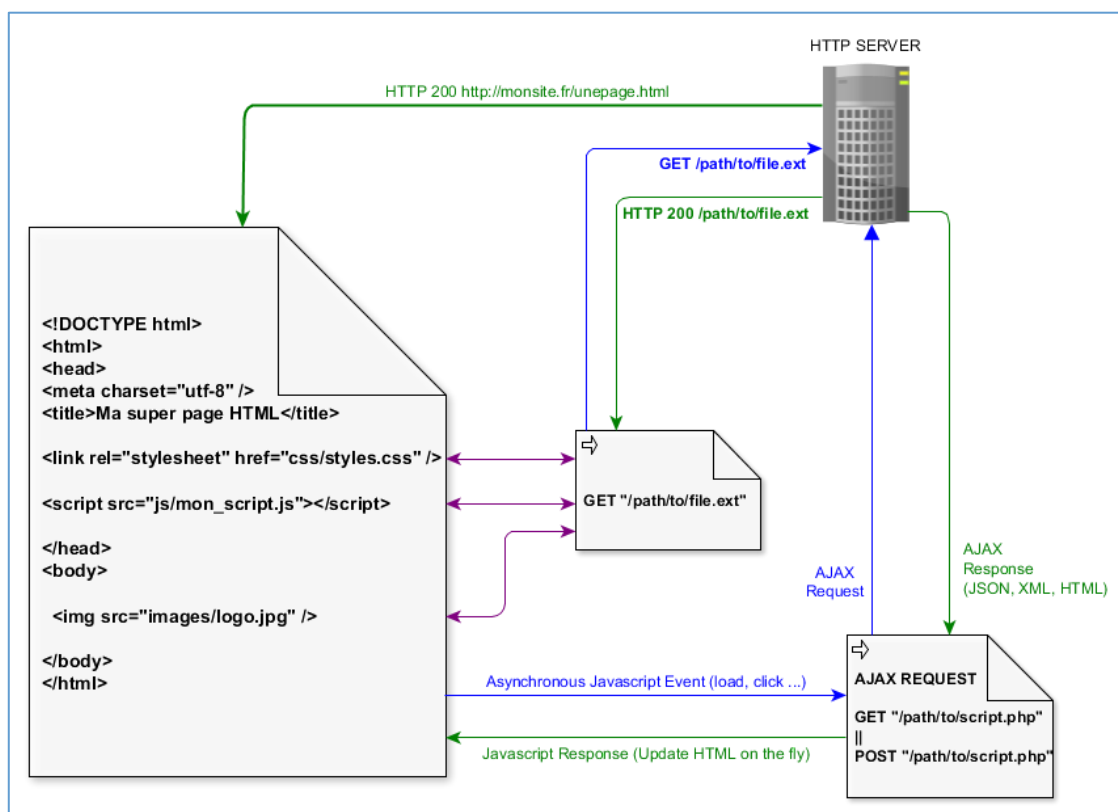 HTTP SERVER
HTTP 200 http://monsite.fr/unepage.html
GET /path/to/file.ext
HTTP 200 /path/to/file.ext
<!DOCTYPE html>
<html>
<head>
<meta charset="utf-8" />
<title>Ma super page HTML</title>
<link rel="stylesheet" href="css/styles.css" />
<script src="js/mon_script.js"></script>
</head>
<body>
<img src="images/logo.jpg" />
</body>
</html>
GET "/path/to/file.ext"
AJAX
Request
AJAX
Response
(JSON, XML, HTML)
Asynchronous Javascript Event (load, click ...)
Javascript Response (Update HTML on the fly)
AJAX REQUEST
GET "/path/to/script.php"
||
POST "/path/to/script.php"